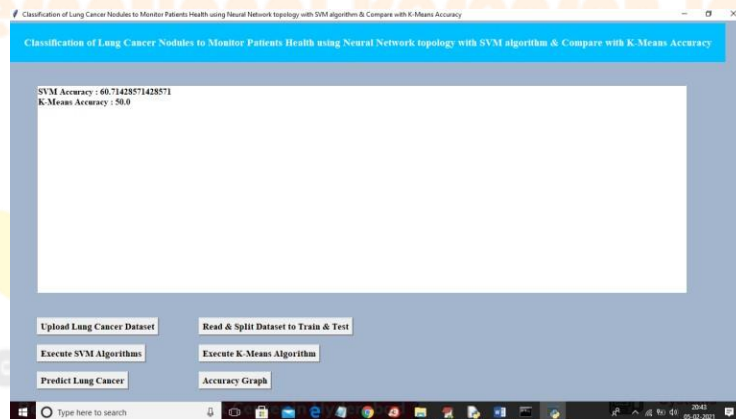 Classification of Lung Cancer Nodules to Monitor Patients Health using Neural Network topology with SVM algorithm & Compare with K-Means Accuracy
Classification of Lung Cancer Nodules to Monitor Patients Health using Neural Network topology with SVM algorithm & Compare with K-Means Accuracy
SVM Accuracy : 60.71428571428571
K-Means Accuracy : 50.0
Upload Lung Cancer Dataset
Read & Split Dataset to Train & Test
Execute SVM Algorithms
Execute K-Means Algorithm
Predict Lung Cancer
Accuracy Graph
Type here to search
20:43
05-02-2021